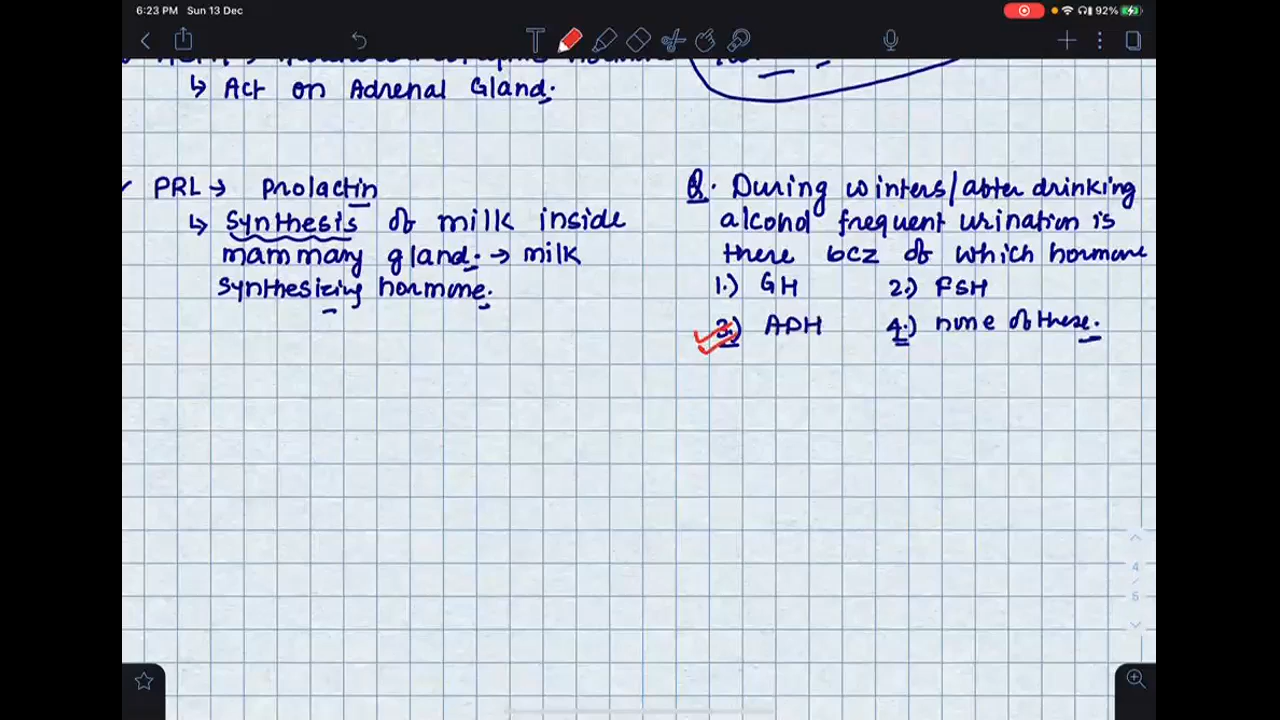 6:23 PM Sun 13 Dec
92%
↳ Act on Adrenal Gland.
PRL → Prolactin
↳ Synthesis of milk inside
mammary gland. → milk
synthesizing hormone.
Q. During winters/after drinking
alcohol frequent urination is
there bcz of which hormone
1.) GH 2.) FSH
3.) ADH 4.) none of these.
4
5